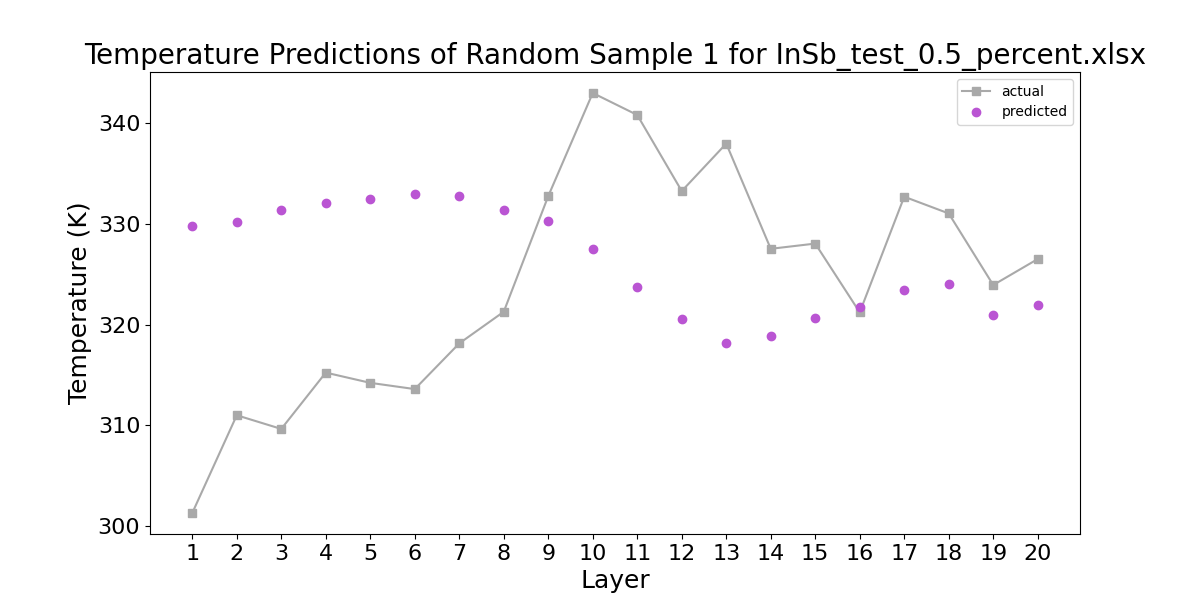 Temperature Predictions of Random Sample 1 for InSb_test_0.5_percent.xlsx
actual
predicted
Temperature (K)
340
330
320
310
300
1 2 3 4 5 6 7 8 9 10 11 12 13 14 15 16 17 18 19 20
Layer